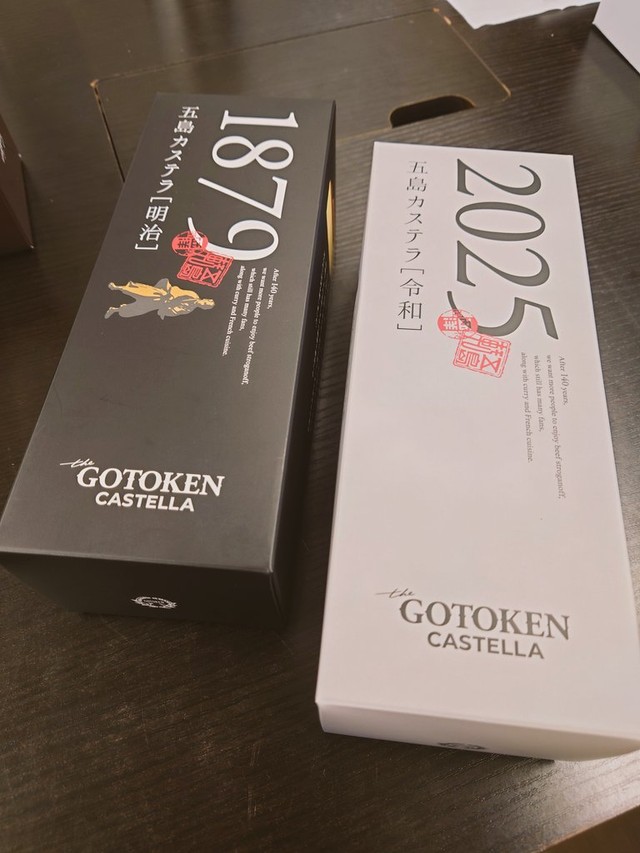 1879
五島カステラ［明治］
After 140 years,
we want more people to enjoy beef stroganoff,
which still has many fans,
along with curry and French cuisine.
the
GOTOKEN
CASTELLA
2025
五島カステラ［令和］
After 140 years,
we want more people to enjoy beef stroganoff,
which still has many fans,
along with curry and French cuisine.
the
GOTOKEN
CASTELLA